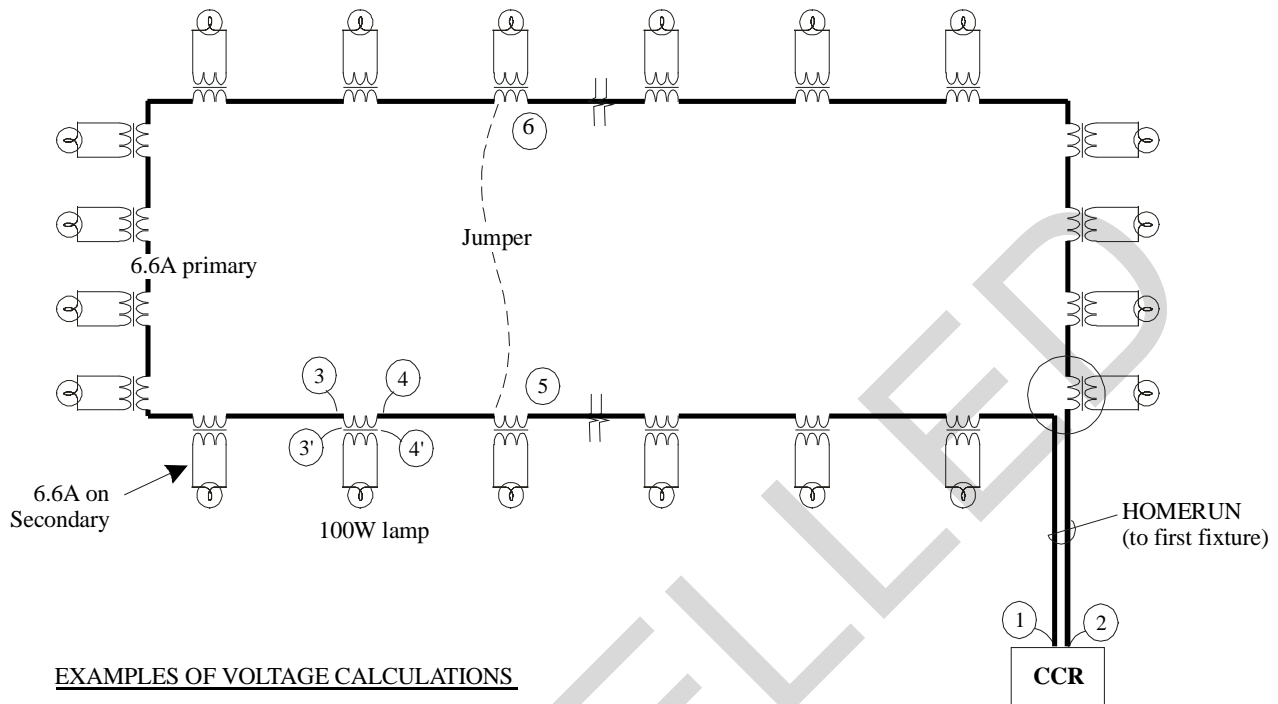 6
Jumper
6.6A primary
3
4
5
3'
4'
6.6A on
Secondary
100W lamp
HOMERUN
(to first fixture)
1
2
EXAMPLES OF VOLTAGE CALCULATIONS
CCR
ELLED